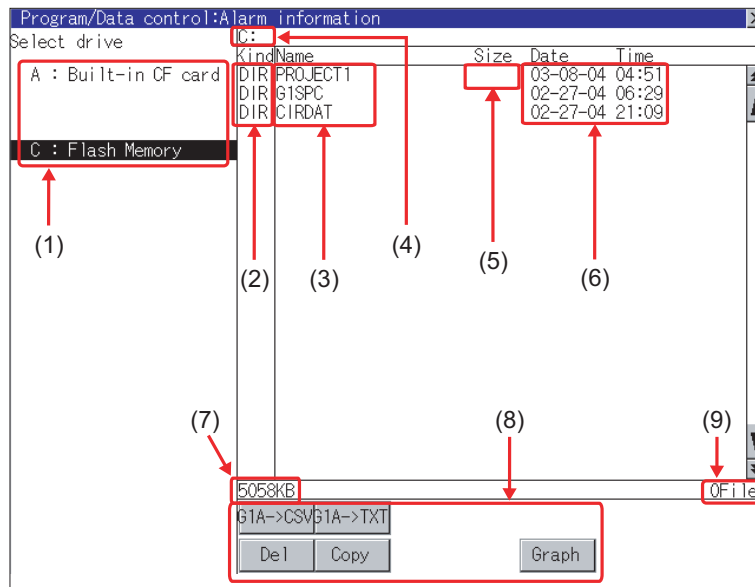 Program/Data control:Alarm information
Select drive
C:
Kind Name Size Date Time
A : Built-in CF card
DIR PROJECT1 03-08-04 04:51
DIR G1SPC 02-27-04 06:29
DIR CIRDAT 02-27-04 21:09
C : Flash Memory
(1)
(2)
(3)
(4)
(5)
(6)
(7)
(8)
(9)
5058KB
0File
G1A->CSV G1A->TXT
Del Copy Graph